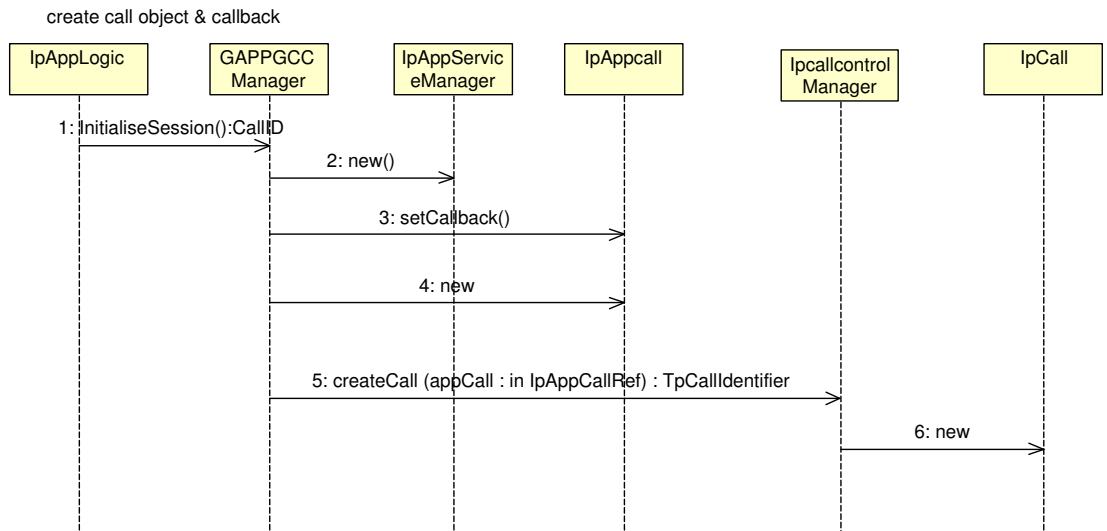 create call object & callback
IpAppLogic
GAPPGCC
Manager
IpAppServic
eManager
IpAppcall
Ipcallcontrol
Manager
IpCall
1: InitialiseSession():CallID
2: new()
3: setCallback()
4: new
5: createCall (appCall : in IpAppCallRef) : TpCallIdentifier
6: new